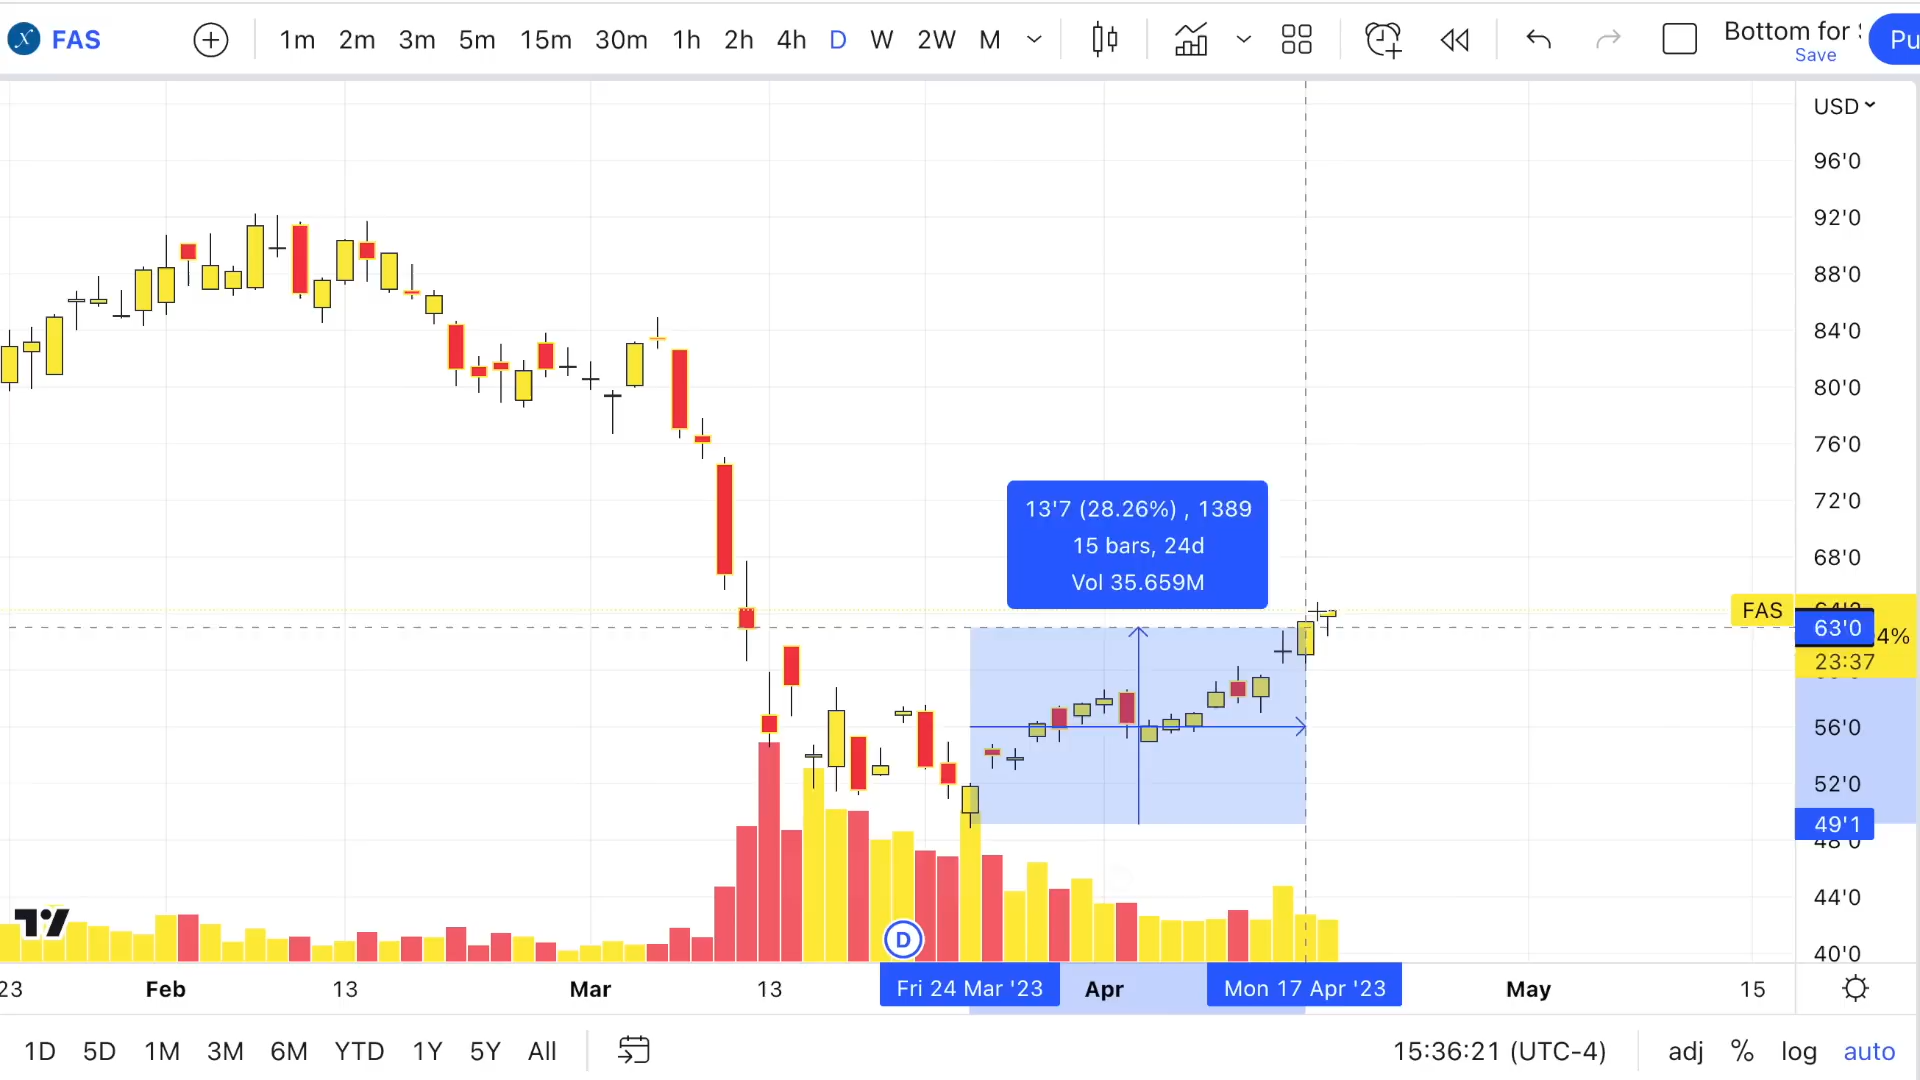 FAS 1m 2m 3m 5m 15m 30m 1h 2h 4h D W 2W M Bottom for Pu
Save
USD
96'0
92'0
88'0
84'0
80'0
76'0
72'0
68'0
13'7 (28.26%) , 1389
15 bars, 24d
Vol 35.659M
FAS
63'0
4%
23:37
56'0
52'0
49'1
48'0
44'0
40'0
D
23 Feb 13 Mar 13 Fri 24 Mar '23 Apr Mon 17 Apr '23 May 15
1D 5D 1M 3M 6M YTD 1Y 5Y All 15:36:21 (UTC-4) adj % log auto